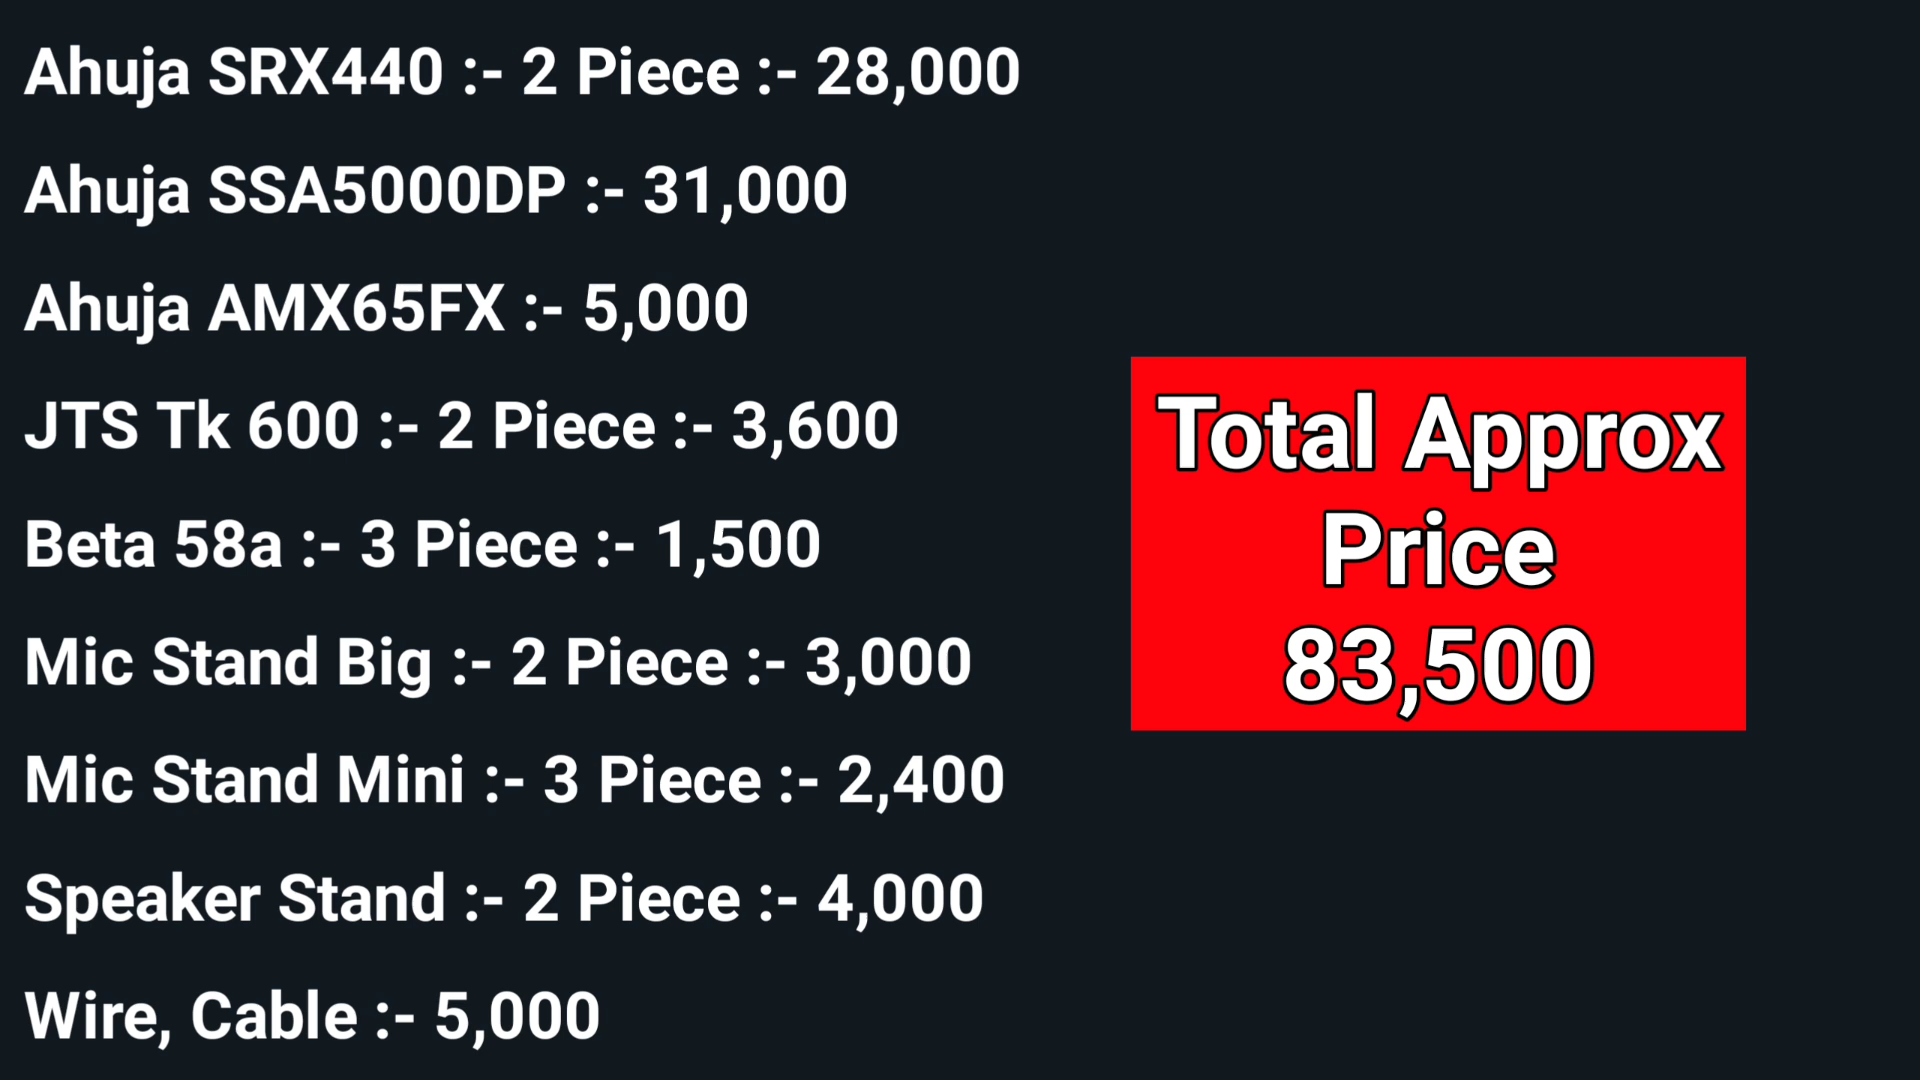 Ahuja SRX440 :- 2 Piece :- 28,000
Ahuja SSA5000DP :- 31,000
Ahuja AMX65FX :- 5,000
JTS Tk 600 :- 2 Piece :- 3,600
Beta 58a :- 3 Piece :- 1,500
Mic Stand Big :- 2 Piece :- 3,000
Mic Stand Mini :- 3 Piece :- 2,400
Speaker Stand :- 2 Piece :- 4,000
Wire, Cable :- 5,000
Total Approx
Price
83,500